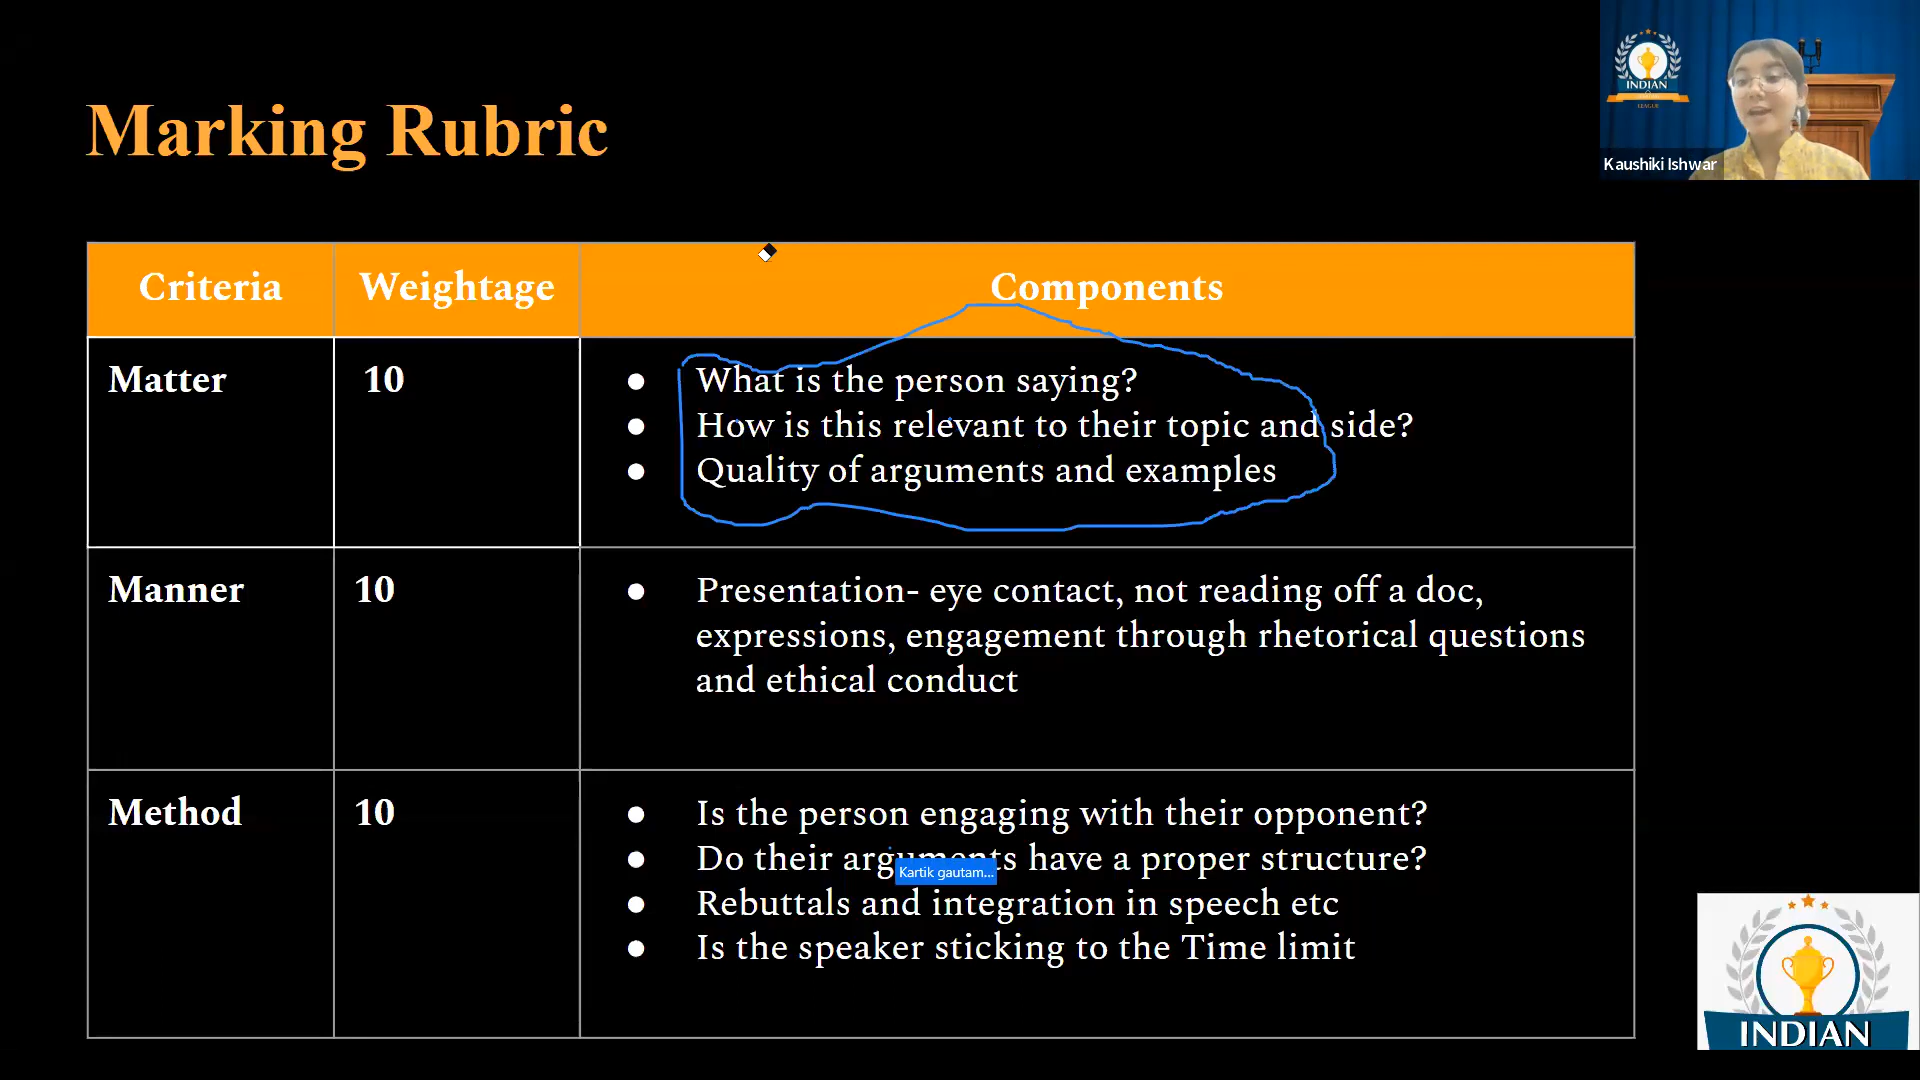 Marking Rubric
INDIAN
LEAGUE
Kaushiki Ishwar
Criteria Weightage Components
Matter 10
● What is the person saying?
● How is this relevant to their topic and side?
● Quality of arguments and examples
Manner 10
● Presentation- eye contact, not reading off a doc,
expressions, engagement through rhetorical questions
and ethical conduct
Method 10
● Is the person engaging with their opponent?
● Do their arguments have a proper structure?
Kartik gautam...
● Rebuttals and integration in speech etc
● Is the speaker sticking to the Time limit
INDIAN